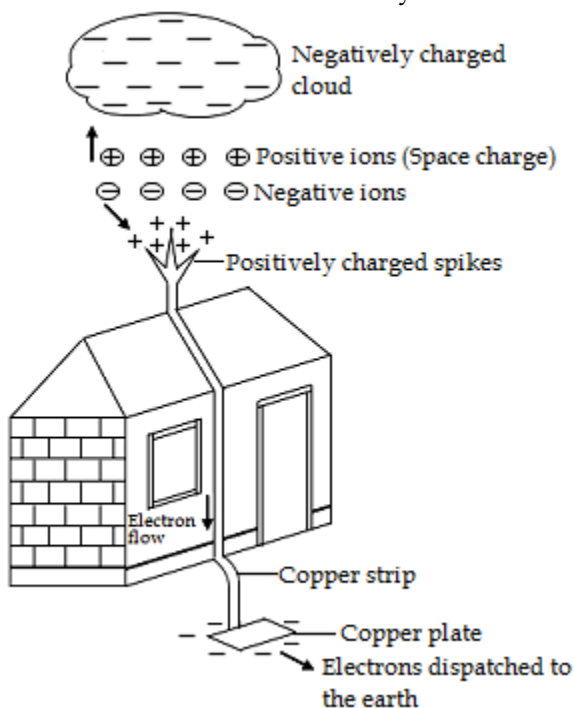 Negatively charged
cloud
Positive ions (Space charge)
Negative ions
Positively charged spikes
Electron
flow
Copper strip
Copper plate
Electrons dispatched to
the earth